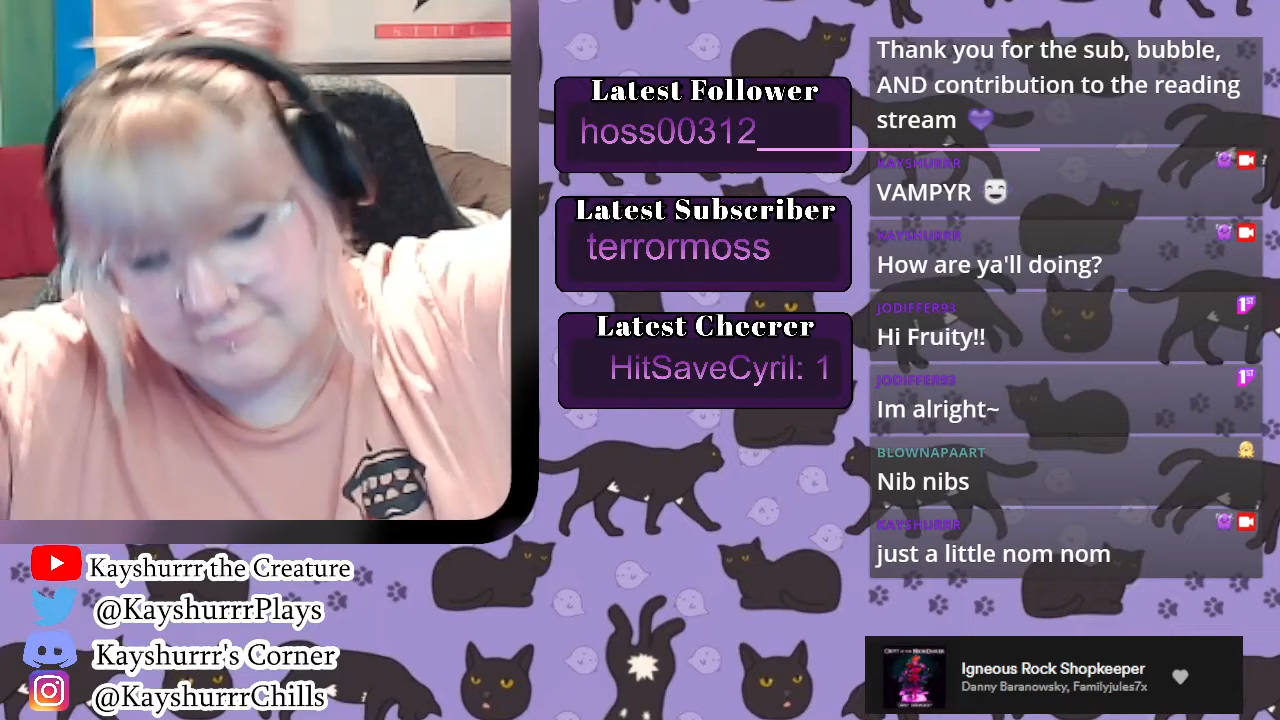 Latest Follower
hoss00312
Latest Subscriber
terrormoss
Latest Cheerer
HitSaveCyril: 1
Thank you for the sub, bubble,
AND contribution to the reading
stream
KAYSHURRR
VAMPYR
KAYSHURRR
How are ya'll doing?
JODIFFER93
Hi Fruity!!
JODIFFER93
Im alright~
BLOWNAPAART
Nib nibs
KAYSHURRR
just a little nom nom
Kayshurrr the Creature
@KayshurrrPlays
Kayshurrr's Corner
@KayshurrrChills
Igneous Rock Shopkeeper
Danny Baranowsky, Familyjules7x